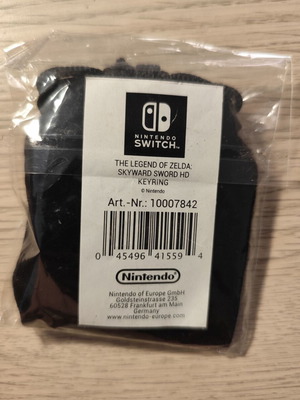 NINTENDO
SWITCH™
THE LEGEND OF ZELDA:
SKYWARD SWORD HD
KEYRING
© Nintendo
Art.-Nr.: 10007842
0 45496 41559 4
Nintendo
Nintendo of Europe GmbH
Goldsteinstrasse 235
60528 Frankfurt am Main
Germany
www.nintendo-europe.com